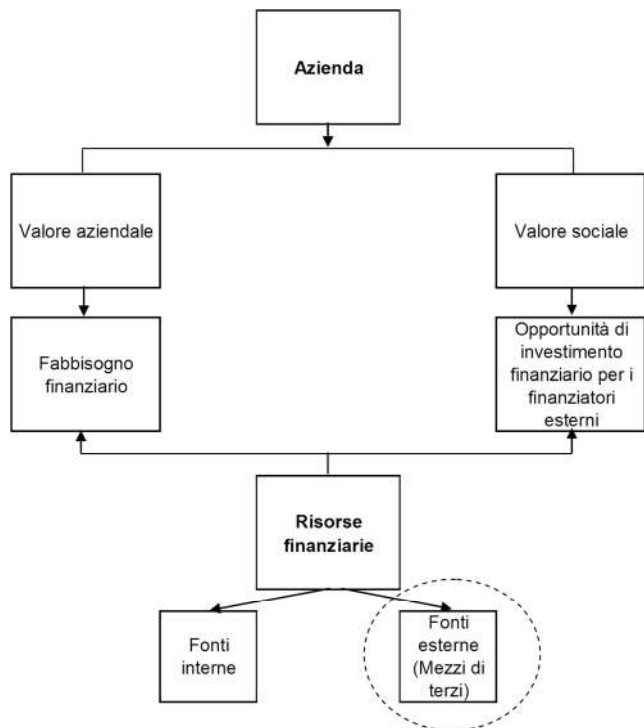 Azienda
Valore aziendale
Valore sociale
Fabbisogno
finanziario
Opportunità di
investimento
finanziario per i
finanziatori
esterni
Risorse
finanziarie
Fonti
interne
Fonti
esterne
(Mezzi di
terzi)